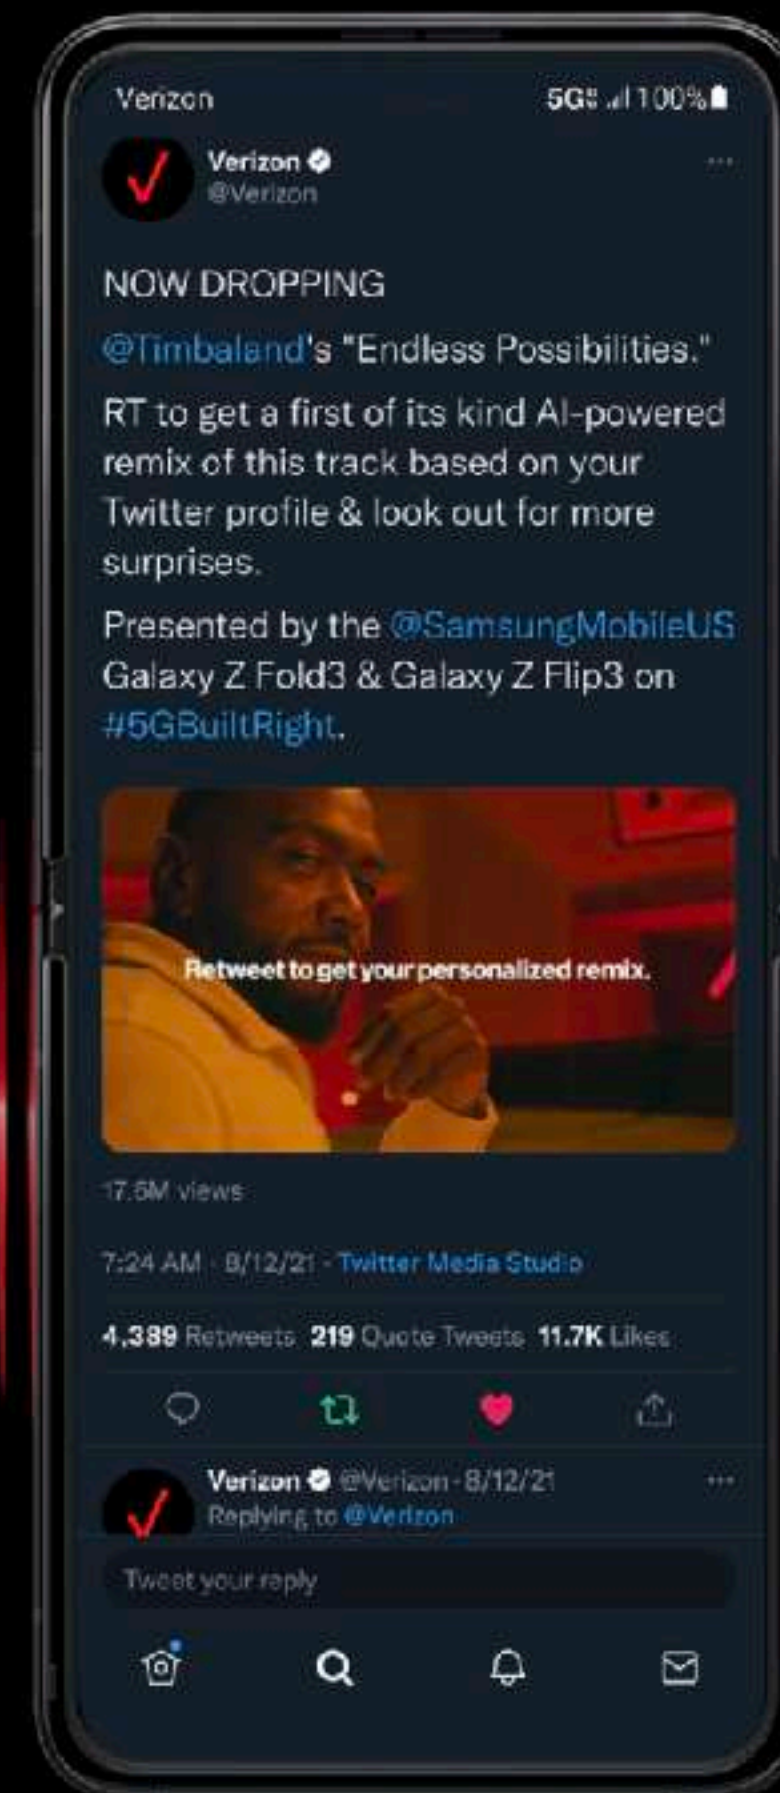 Verizon 5G 100%
Verizon
@Verizon
NOW DROPPING
@Timbaland's "Endless Possibilities."
RT to get a first of its kind AI-powered
remix of this track based on your
Twitter profile & look out for more
surprises.
Presented by the @SamsungMobileUS
Galaxy Z Fold3 & Galaxy Z Flip3 on
#5GBuiltRight.
Retweet to get your personalized remix.
views
7:24 AM · 8/12/21 · Twitter Media Studio
4,389 Retweets 219 Quote Tweets 11.7K Likes
Verizon @Verizon · 8/12/21
Replying to @Verizon
Tweet your reply